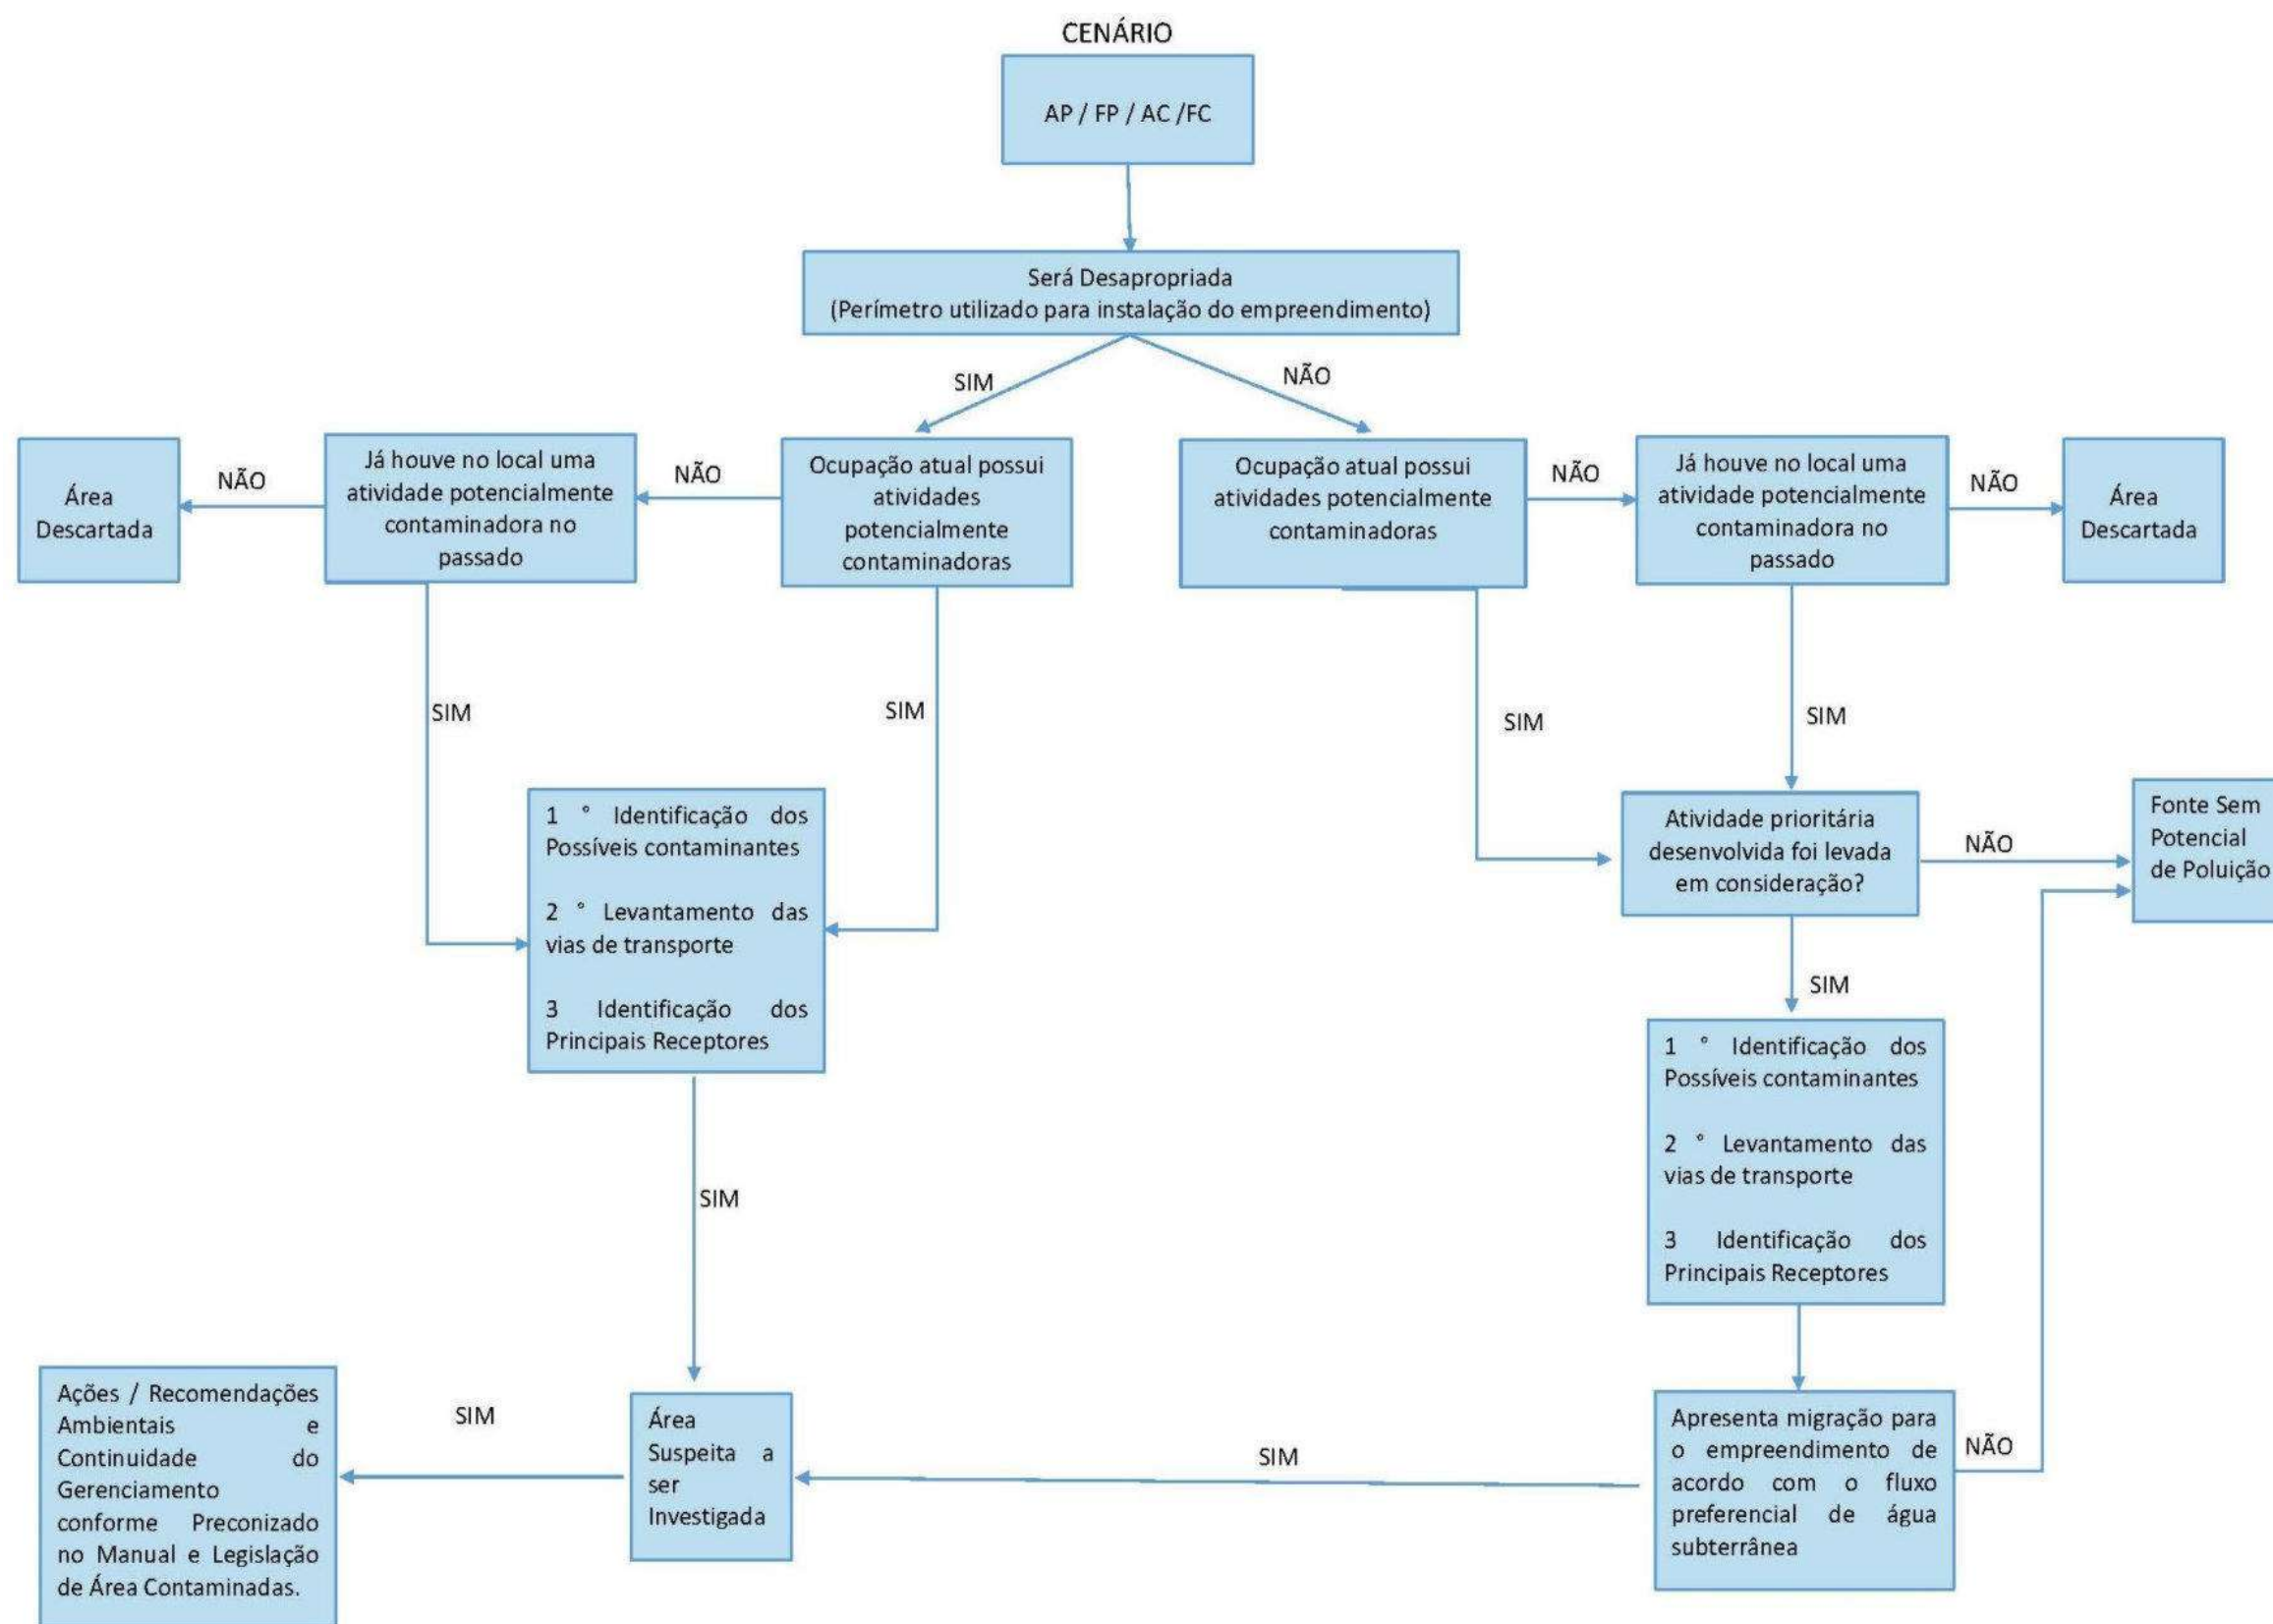 CENÁRIO
AP / FP / AC /FC
Será Desapropriada
(Perímetro utilizado para instalação do empreendimento)
SIM
NÃO
Área
Descartada
NÃO
Já houve no local uma
atividade potencialmente
contaminadora no
passado
NÃO
Ocupação atual possui
atividades
potencialmente
contaminadoras
Ocupação atual possui
atividades potencialmente
contaminadoras
NÃO
Já houve no local uma
atividade potencialmente
contaminadora no
passado
NÃO
Área
Descartada
SIM
SIM
SIM
SIM
1 ° Identificação dos
Possíveis contaminantes
2 ° Levantamento das
vias de transporte
3 Identificação dos
Principais Receptores
Atividade prioritária
desenvolvida foi levada
em consideração?
NÃO
Fonte Sem
Potencial
de Poluição
SIM
1 ° Identificação dos
Possíveis contaminantes
2 ° Levantamento das
vias de transporte
3 Identificação dos
Principais Receptores
SIM
Ações / Recomendações
Ambientais e
Continuidade do
Gerenciamento
conforme Preconizado
no Manual e Legislação
de Área Contaminadas.
SIM
Área
Suspeita a
ser
Investigada
SIM
Apresenta migração para
o empreendimento de
acordo com o fluxo
preferencial de água
subterrânea
NÃO